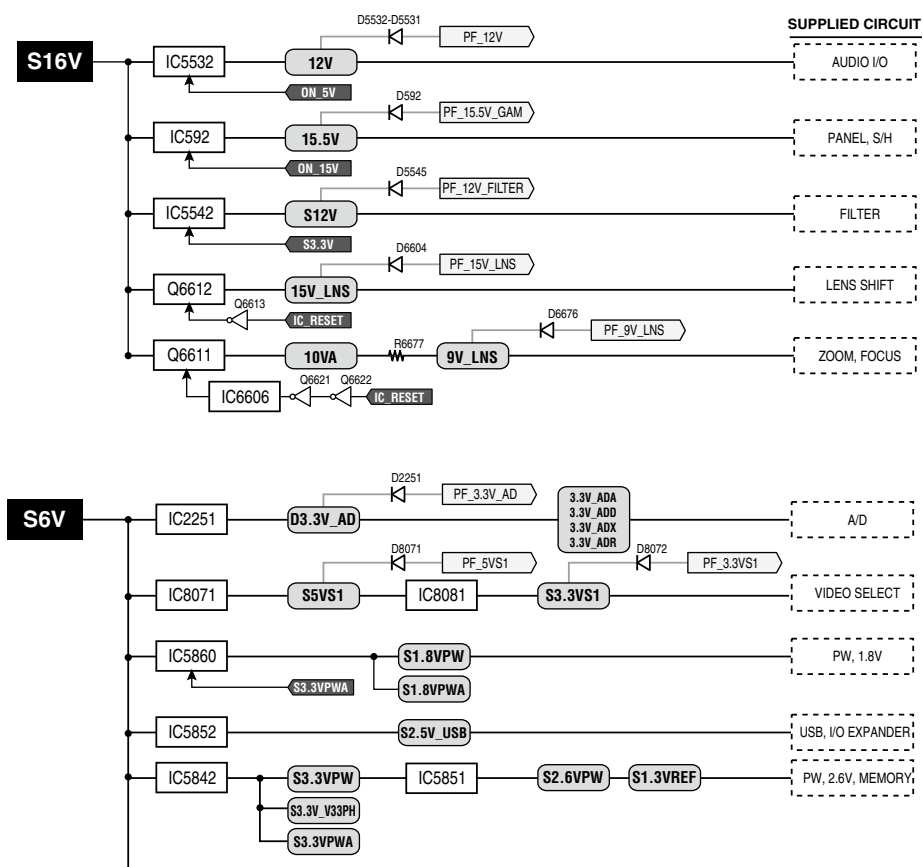 SUPPLIED CIRCUIT
D5532-D5531
PF_12V
S16V
IC5532
12V
AUDIO I/O
ON_5V
D592
PF_15.5V_GAM
IC592
15.5V
PANEL, S/H
ON_15V
D5545
PF_12V_FILTER
IC5542
S12V
FILTER
S3.3V
D6604
PF_15V_LNS
Q6612
15V_LNS
LENS SHIFT
Q6613
IC_RESET
D6676
PF_9V_LNS
Q6611
10VA
R6677
9V_LNS
ZOOM, FOCUS
IC6606
Q6621
Q6622
IC_RESET
D2251
PF_3.3V_AD
S6V
IC2251
D3.3V_AD
3.3V_ADA
3.3V_ADD
3.3V_ADX
3.3V_ADR
A/D
D8071
PF_5VS1
D8072
PF_3.3VS1
IC8071
S5VS1
IC8081
S3.3VS1
VIDEO SELECT
IC5860
S1.8VPW
PW, 1.8V
S3.3VPWA
S1.8VPWA
IC5852
S2.5V_USB
USB, I/O EXPANDER
IC5842
S3.3VPW
IC5851
S2.6VPW
S1.3VREF
PW, 2.6V, MEMORY
S3.3V_V33PH
S3.3VPWA